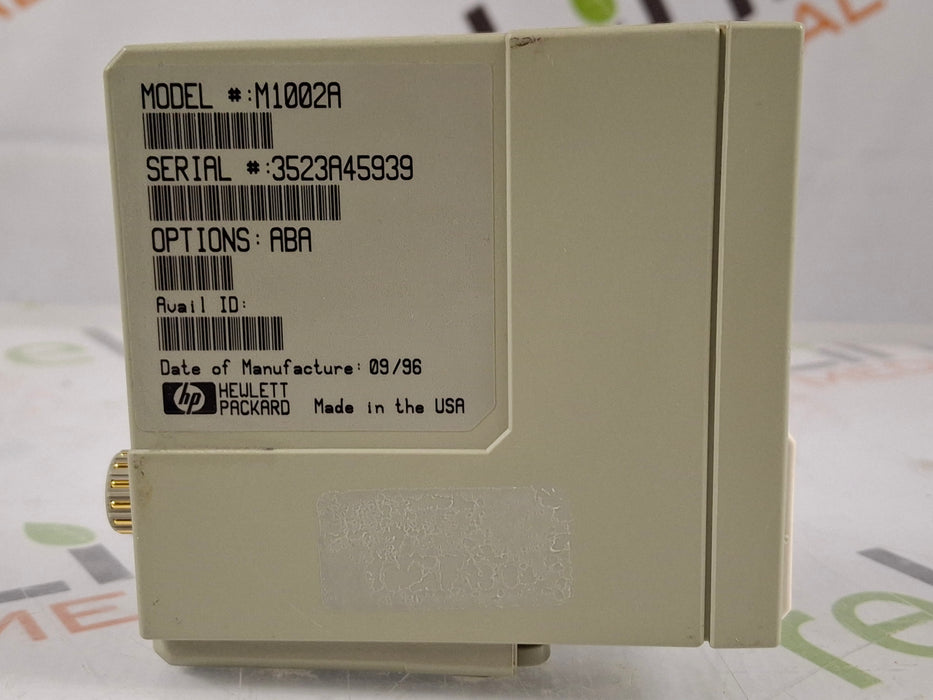 MODEL #:M1002A
SERIAL #:3523A45939
OPTIONS: ABA
Avail ID:
Date of Manufacture: 09/96
hp HEWLETT
PACKARD Made in the USA